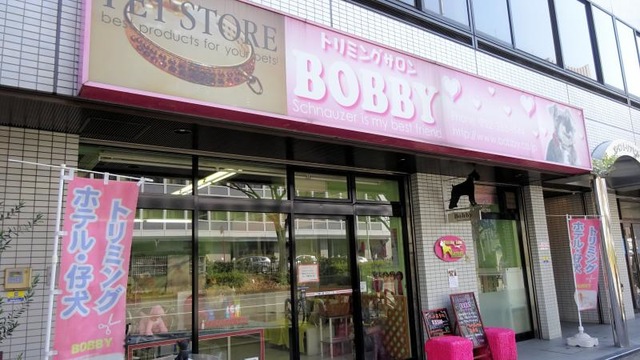 PET STORE
best products for you pets
トリミングサロン
BOBBY
Schnauzer is my best friend
トリミング
ホテル・仔犬
BOBBY
Bobby
トリミング
ホテル・仔犬